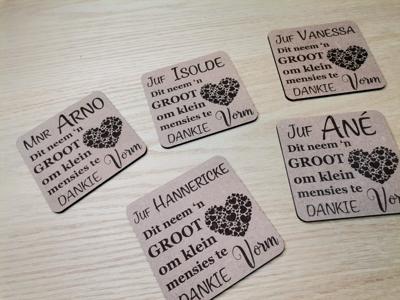 Mnr Arno
Dit neem 'n
GROOT
om klein
mensies te
DANKIE Vorm
Juf Isolde
Dit neem 'n
GROOT
om klein
mensies te
DANKIE Vorm
Juf Vanessa
Dit neem 'n
GROOT
om klein
mensies te
DANKIE Vorm
Juf Hannericke
Dit neem 'n
GROOT
om klein
mensies te
DANKIE Vorm
Juf Ané
Dit neem 'n
GROOT
om klein
mensies te
DANKIE Vorm